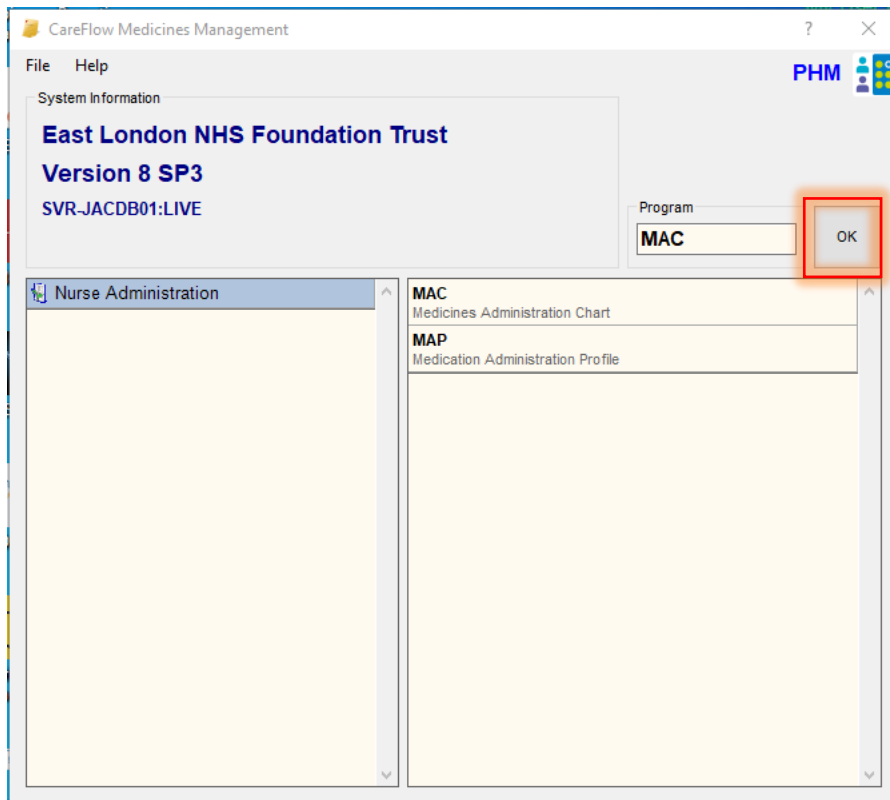 CareFlow Medicines Management
?
File Help
PHM
System Information
East London NHS Foundation Trust
Version 8 SP3
SVR-JACDB01:LIVE
Program
MAC
OK
Nurse Administration
MAC
Medicines Administration Chart
MAP
Medication Administration Profile